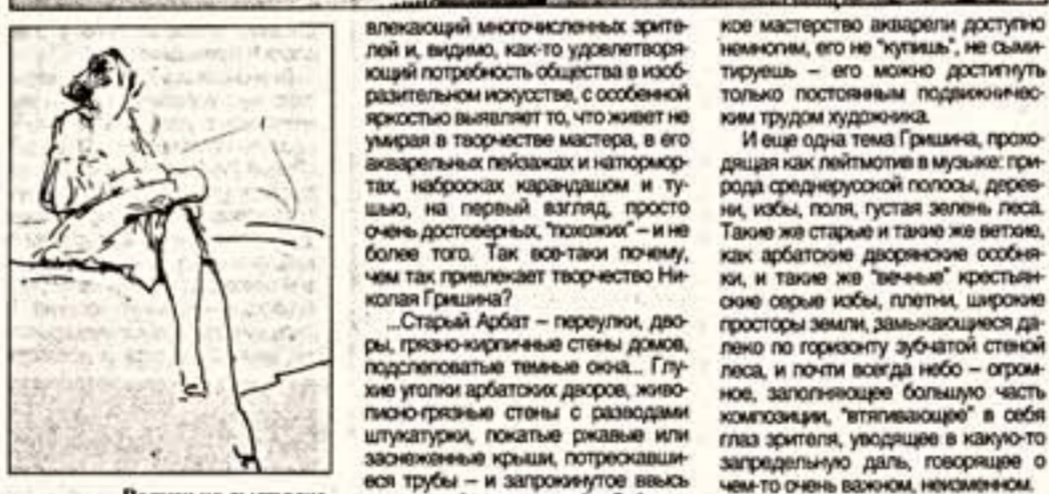 влекающий многочисленных зрите-
лей и, видимо, как-то удовлетворя-
ющий потребность общества в изоб-
разительном искусстве, с особенной
яркостью выявляет то, что живет не
умирая в творчестве мастера, в его
акварельных пейзажах и натюрмор-
тах, набросках карандашом и ту-
шью, на первый взгляд, просто
очень достоверных, "похожих" – и не
более того. Так все-таки почему,
чем так привлекает творчество Ни-
колая Гришина?
...Старый Арбат – переулки, дво-
ры, грязно-кирпичные стены домов,
подслеповатые темные окна... Глу-
хие уголки арбатских дворов, живо-
писно-грязные стены с разводами
штукатурки, покатые ржавые или
заснеженные крыши, потрескавши-
еся трубы – и запрокинутое ввысь
кое мастерство акварели доступно
немногим, его не "купишь", не сыми-
тируешь – его можно достигнуть
только постоянным подвижничес-
ким трудом художника.
И еще одна тема Гришина, прохо-
дящая как лейтмотив в музыке: при-
рода среднерусской полосы, дерев-
ни, избы, поля, густая зелень леса.
Такие же старые и такие же ветхие,
как арбатские дворянские особня-
ки, и такие же "вечные" крестьян-
ские серые избы, плетни, широкие
просторы земли, замыкающиеся да-
леко по горизонту зубчатой стеной
леса, и почти всегда небо – огром-
ное, заполняющее большую часть
композиции, "втягивающее" в себя
глаз зрителя, уводящее в какую-то
запредельную даль, говорящее о
чем-то очень важном, неизменном.